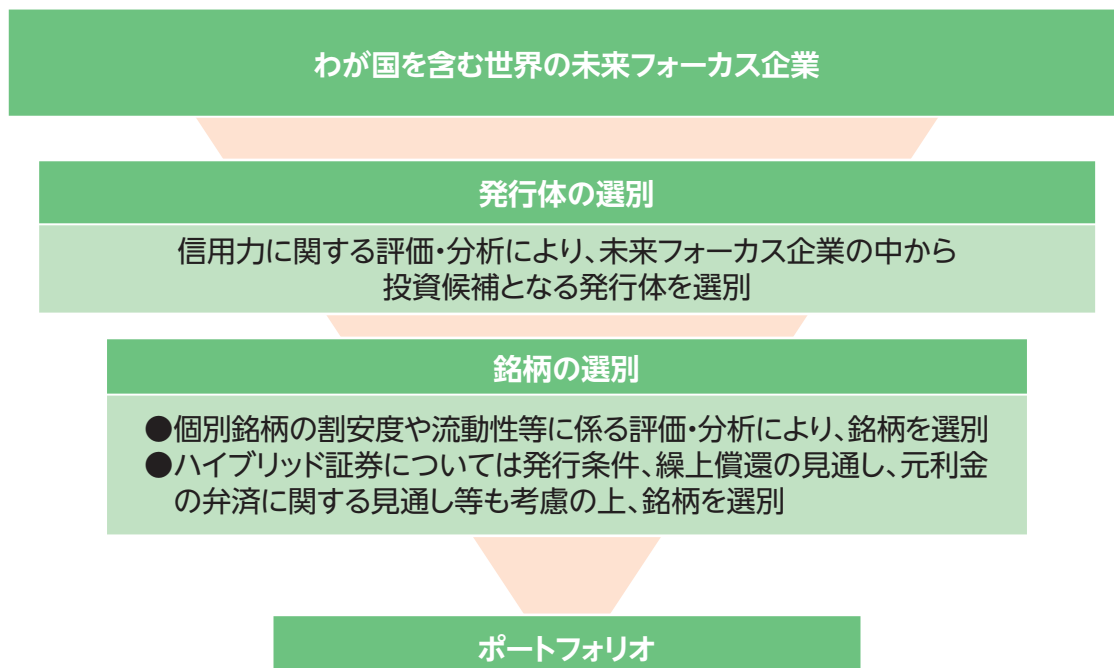 わが国を含む世界の未来フォーカス企業
発行体の選別
信用力に関する評価・分析により、未来フォーカス企業の中から
投資候補となる発行体を選別
銘柄の選別
●個別銘柄の割安度や流動性等に係る評価・分析により、銘柄を選別
●ハイブリッド証券については発行条件、繰上償還の見通し、元利金
の弁済に関する見通し等も考慮の上、銘柄を選別
ポートフォリオ